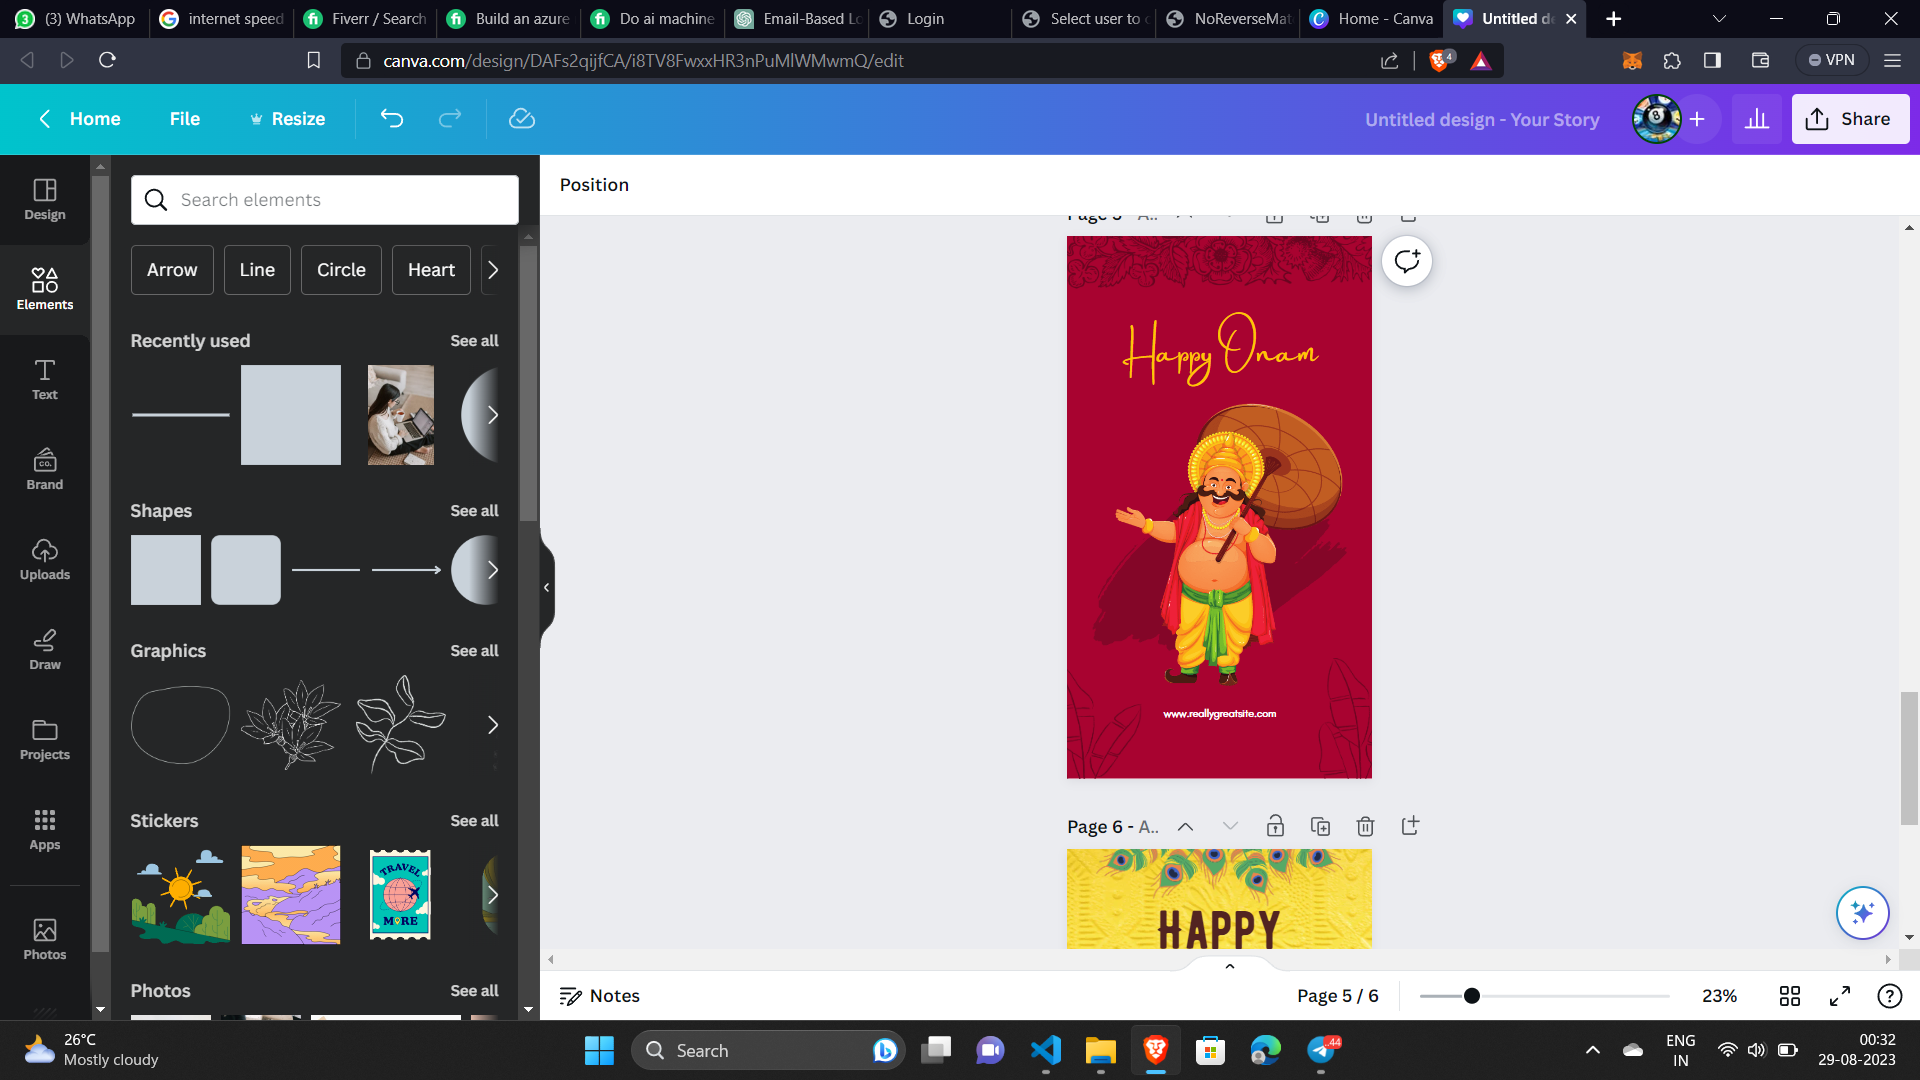 (3) WhatsApp
internet speed
Fiverr / Search
Build an azure
Do ai machine
Email-Based Lo
Login
Select user to c
NoReverseMat
Home - Canva
Untitled de
canva.com/design/DAFs2qijfCA/i8TV8FwxxHR3nPuMlWMwmQ/edit
4
VPN
Home
File
Resize
Untitled design - Your Story
8
Share
Design
Elements
Text
Brand
CO.
Uploads
Draw
Projects
Apps
Photos
Search elements
Arrow
Line
Circle
Heart
Recently used
See all
Shapes
See all
Graphics
See all
Stickers
See all
TRAVEL
MORE
Photos
See all
Position
Page 5 - A..
Happy Onam
www.reallygreatsite.com
Page 6 - A..
HAPPY
Notes
Page 5 / 6
23%
26°C
Mostly cloudy
Search
44
ENG
IN
00:32
29-08-2023